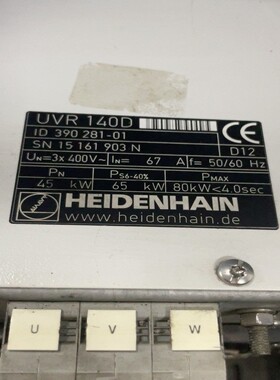 UVR 140D
ID 390 281-01
SN 15 161 903 N
D12
CE
UN=3x 400V~ IN= 67 A f= 50/60 Hz
PN PS6-40% PMAX
45 kW 65 kW 80kW<4.0sec
HEIDENHAIN
www.heidenhain.de
U V W